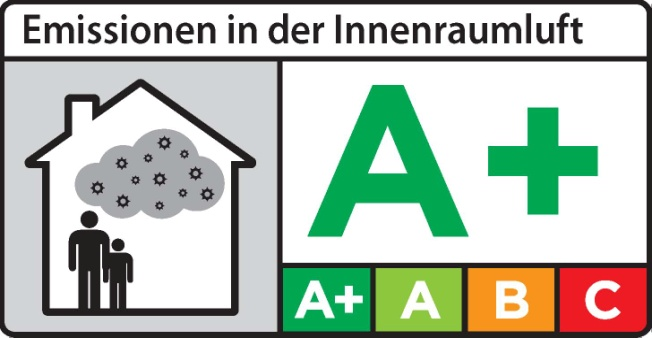 Emissionen in der Innenraumluft
A+
A+ A B C